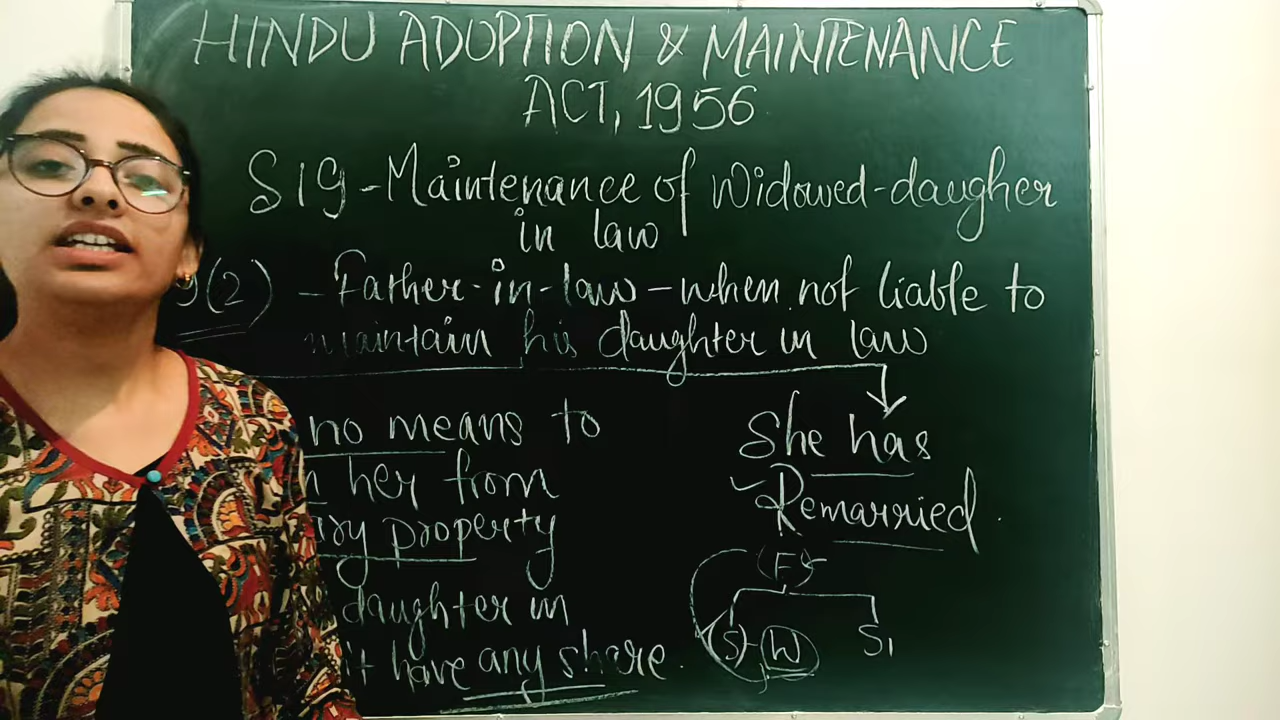 HINDU ADOPTION & MAINTENANCE
ACT, 1956
S19 - Maintenance of Widowed-daugher
in law
9(2) - Father-in-law - when not liable to
maintain his daughter in law
no means to
her from
property
daughter in
have any share.
She has
Remarried.
(F)
(S) - (W)
S1